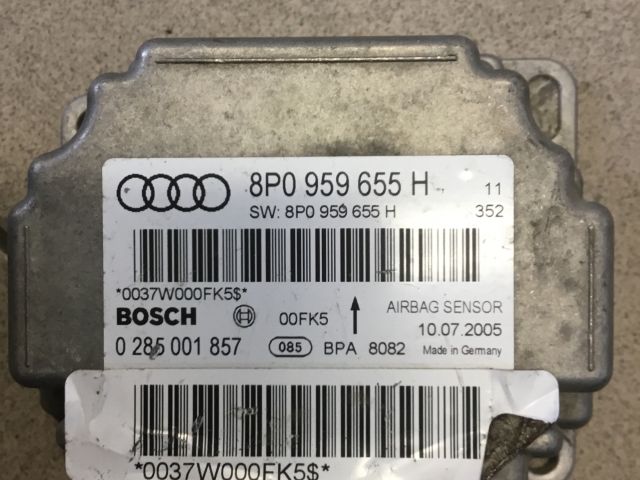 8P0 959 655 H 11
SW: 8P0 959 655 H 352
*0037W000FK5$*
BOSCH 00FK5 AIRBAG SENSOR
10.07.2005
0 285 001 857 085 BPA 8082 Made in Germany
*0037W000FK5$*